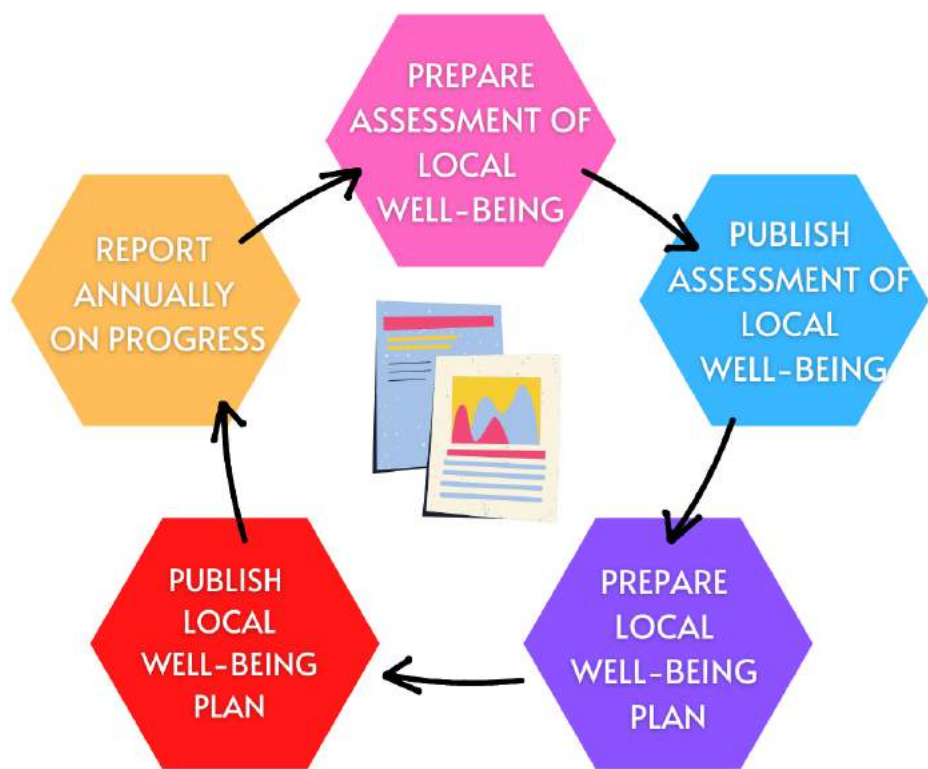 PREPARE
ASSESSMENT OF
LOCAL
WELL-BEING
PUBLISH
ASSESSMENT OF
LOCAL
WELL-BEING
PREPARE
LOCAL
WELL-BEING
PLAN
PUBLISH
LOCAL
WELL-BEING
PLAN
REPORT
ANNUALLY
ON PROGRESS